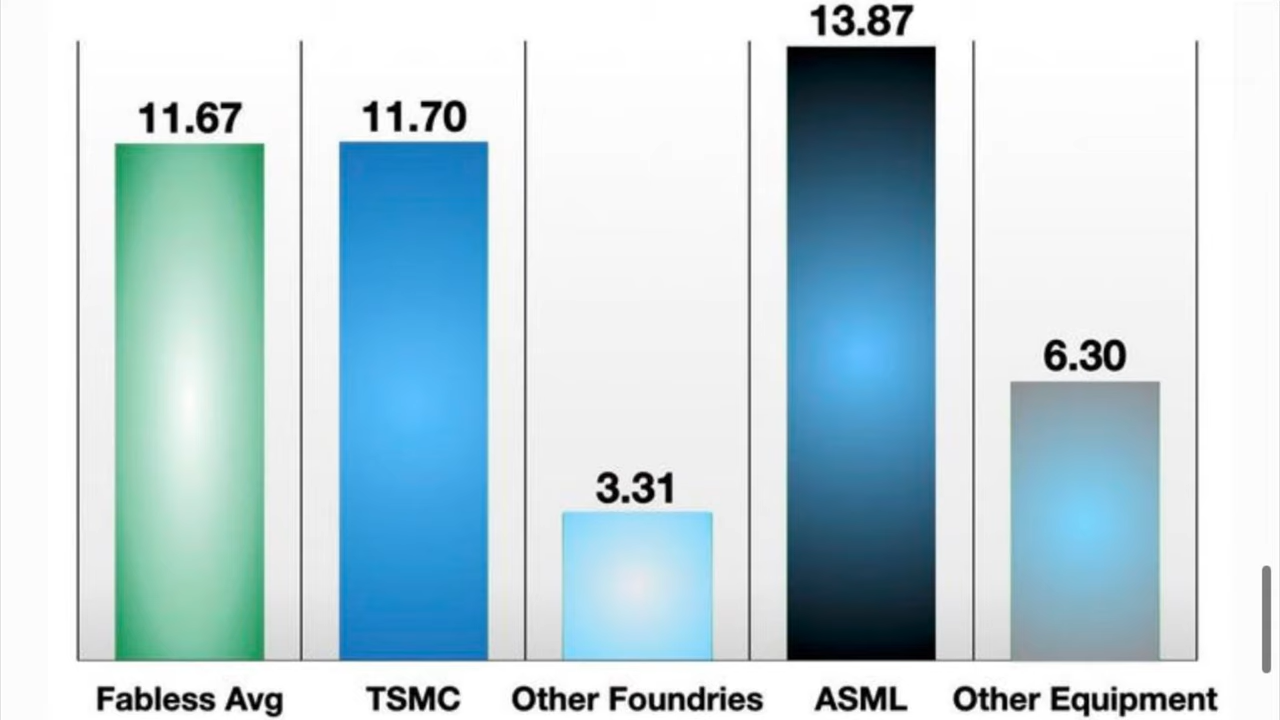 13.87
11.67
11.70
6.30
3.31
Fabless Avg
TSMC
Other Foundries
ASML
Other Equipment